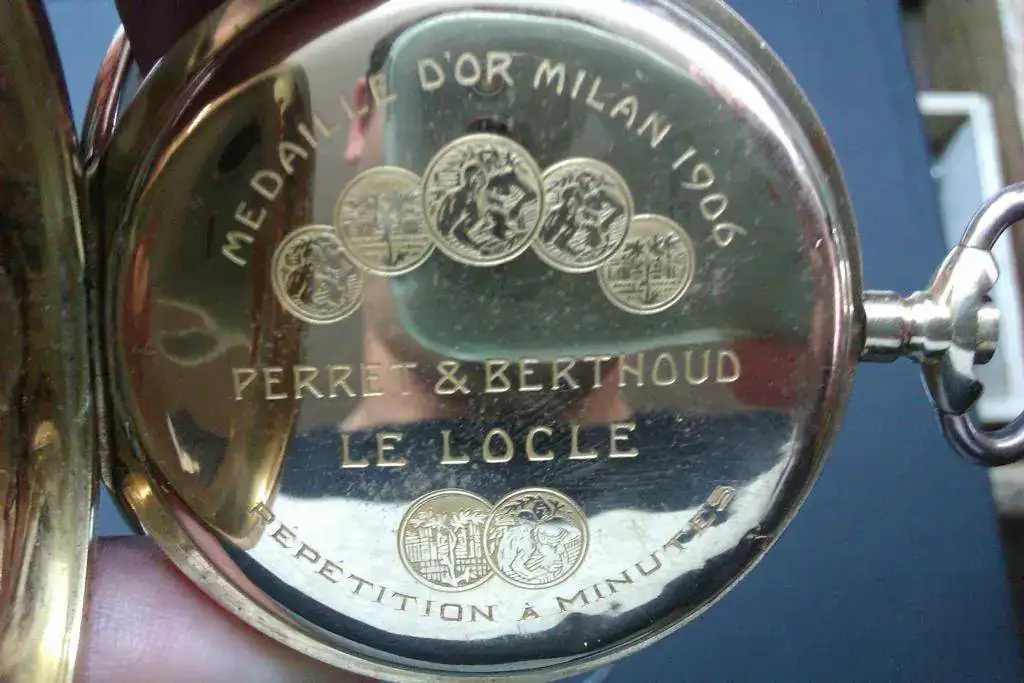 MEDAILLE D'OR MILAN 1906
PERRET & BERTHOUD
LE LOCLE
RÉPÉTITION À MINUTES